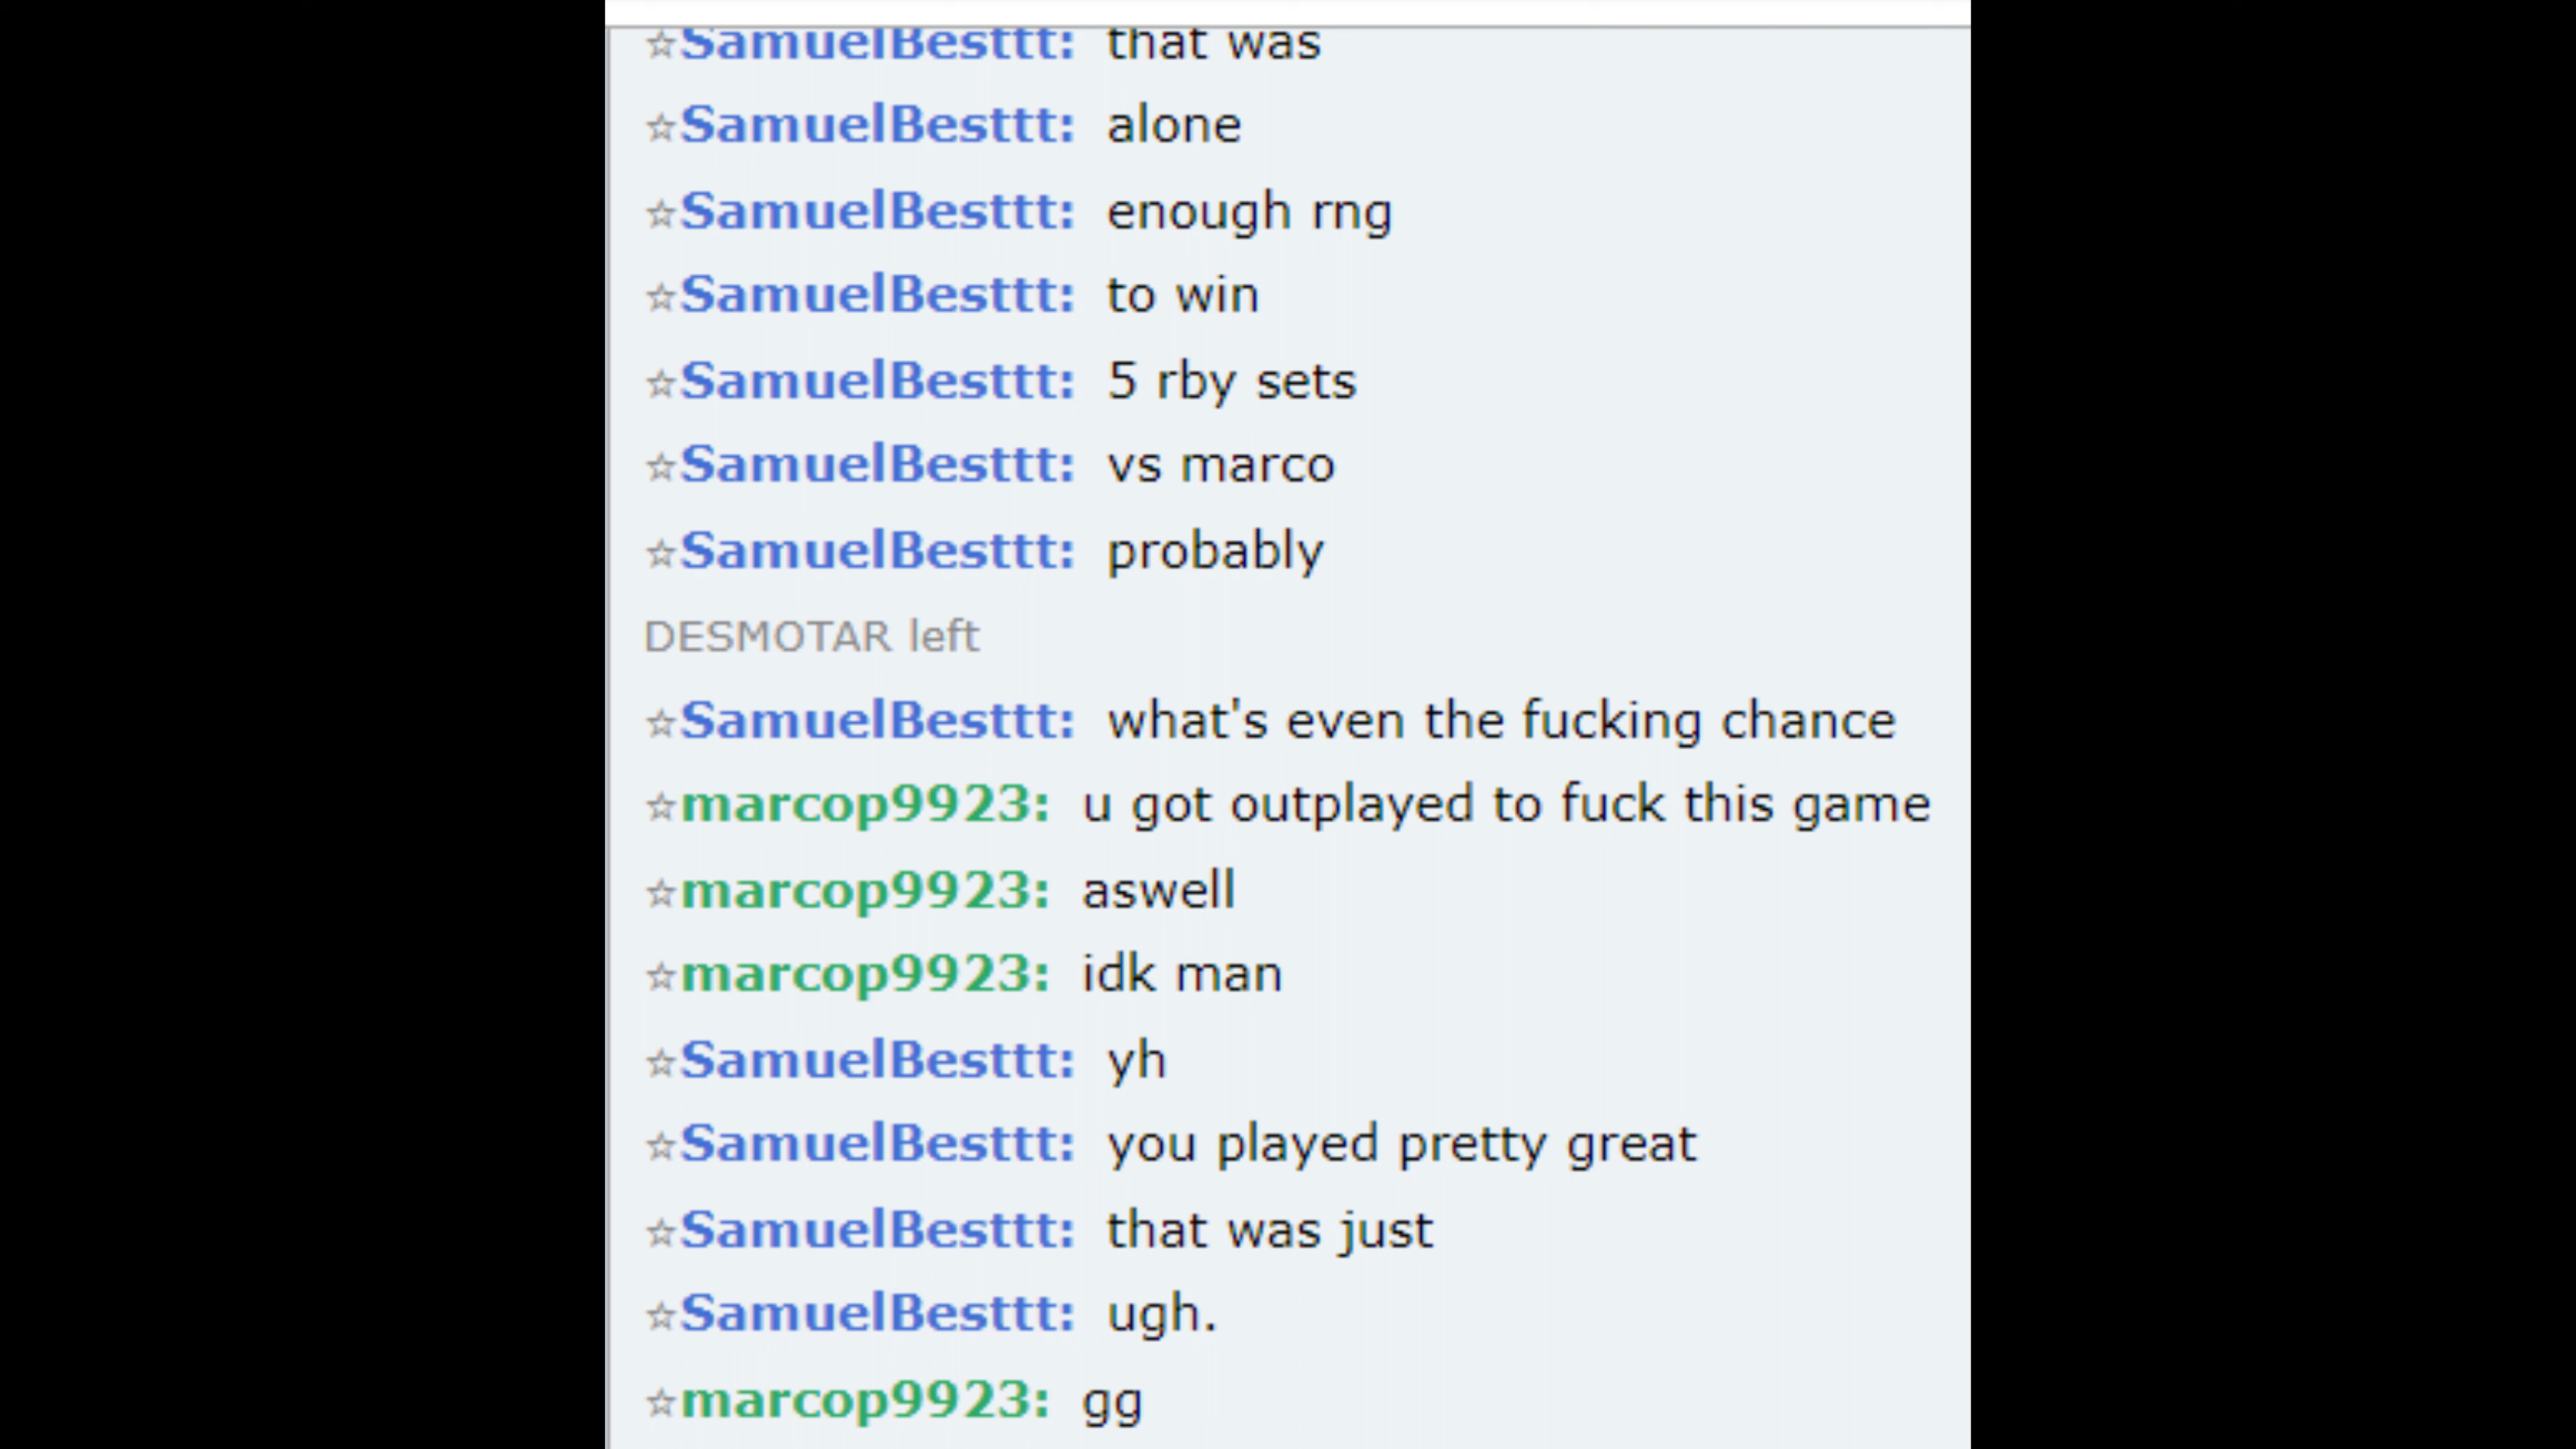 ☆SamuelBesttt: that was
☆SamuelBesttt: alone
☆SamuelBesttt: enough rng
☆SamuelBesttt: to win
☆SamuelBesttt: 5 rby sets
☆SamuelBesttt: vs marco
☆SamuelBesttt: probably
DESMOTAR left
☆SamuelBesttt: what's even the fucking chance
☆marcop9923: u got outplayed to fuck this game
☆marcop9923: aswell
☆marcop9923: idk man
☆SamuelBesttt: yh
☆SamuelBesttt: you played pretty great
☆SamuelBesttt: that was just
☆SamuelBesttt: ugh.
☆marcop9923: gg